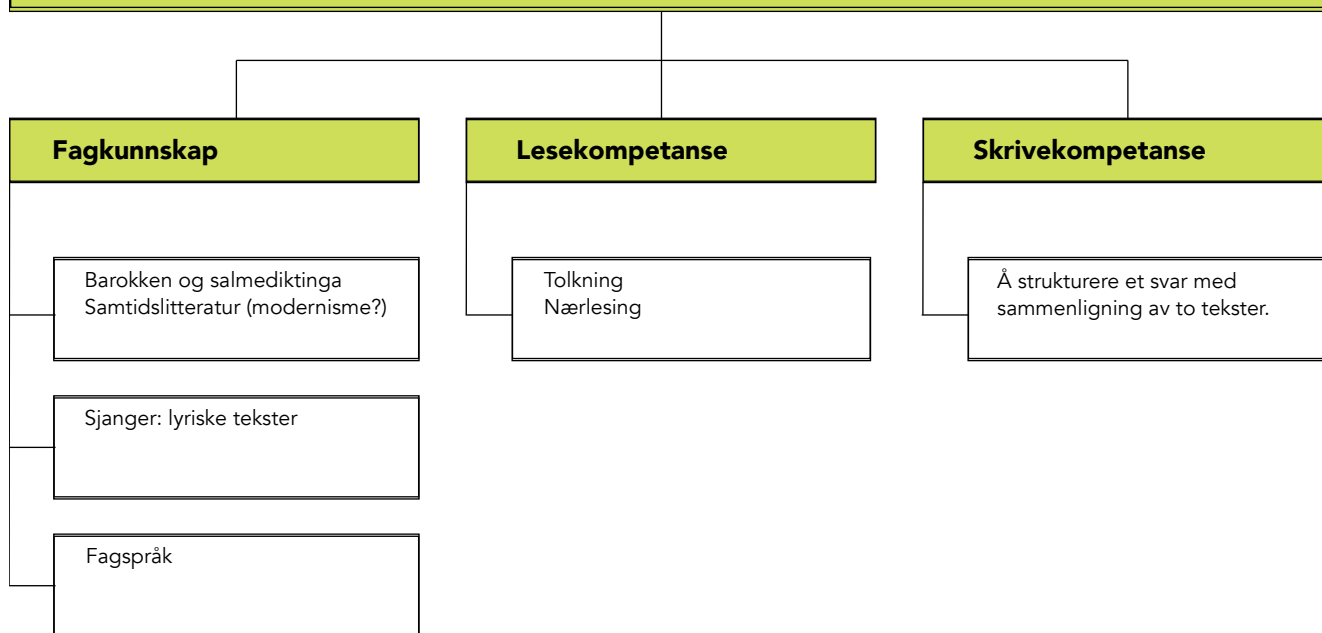 Fagkunnskap
Barokken og salmediktinga
Samtidslitteratur (modernisme?)
Sjanger: lyriske tekster
Fagspråk
Lesekompetanse
Tolkning
Nærlesing
Skrivekompetanse
Å strukturere et svar med
sammenligning av to tekster.